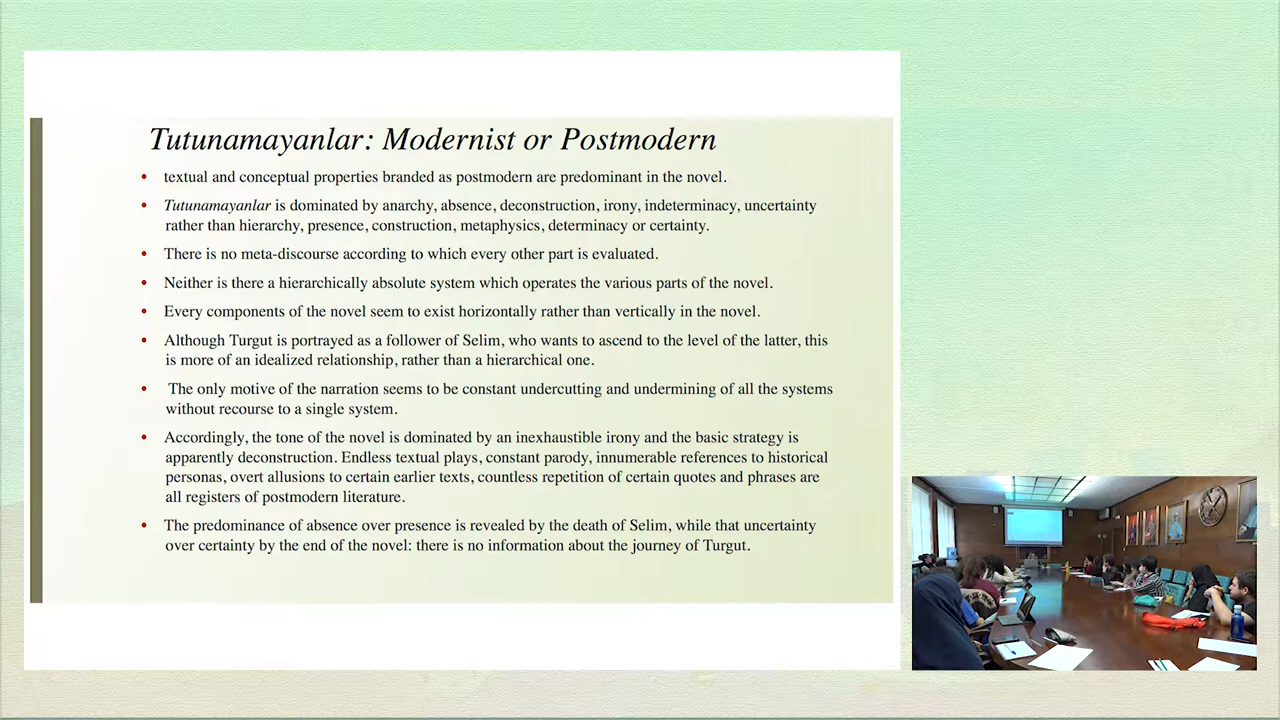 Tutunamayanlar: Modernist or Postmodern
• textual and conceptual properties branded as postmodern are predominant in the novel.
• Tutunamayanlar is dominated by anarchy, absence, deconstruction, irony, indeterminacy, uncertainty
rather than hierarchy, presence, construction, metaphysics, determinacy or certainty.
• There is no meta-discourse according to which every other part is evaluated.
• Neither is there a hierarchically absolute system which operates the various parts of the novel.
• Every components of the novel seem to exist horizontally rather than vertically in the novel.
• Although Turgut is portrayed as a follower of Selim, who wants to ascend to the level of the latter, this
is more of an idealized relationship, rather than a hierarchical one.
• The only motive of the narration seems to be constant undercutting and undermining of all the systems
without recourse to a single system.
• Accordingly, the tone of the novel is dominated by an inexhaustible irony and the basic strategy is
apparently deconstruction. Endless textual plays, constant parody, innumerable references to historical
personas, overt allusions to certain earlier texts, countless repetition of certain quotes and phrases are
all registers of postmodern literature.
• The predominance of absence over presence is revealed by the death of Selim, while that uncertainty
over certainty by the end of the novel: there is no information about the journey of Turgut.